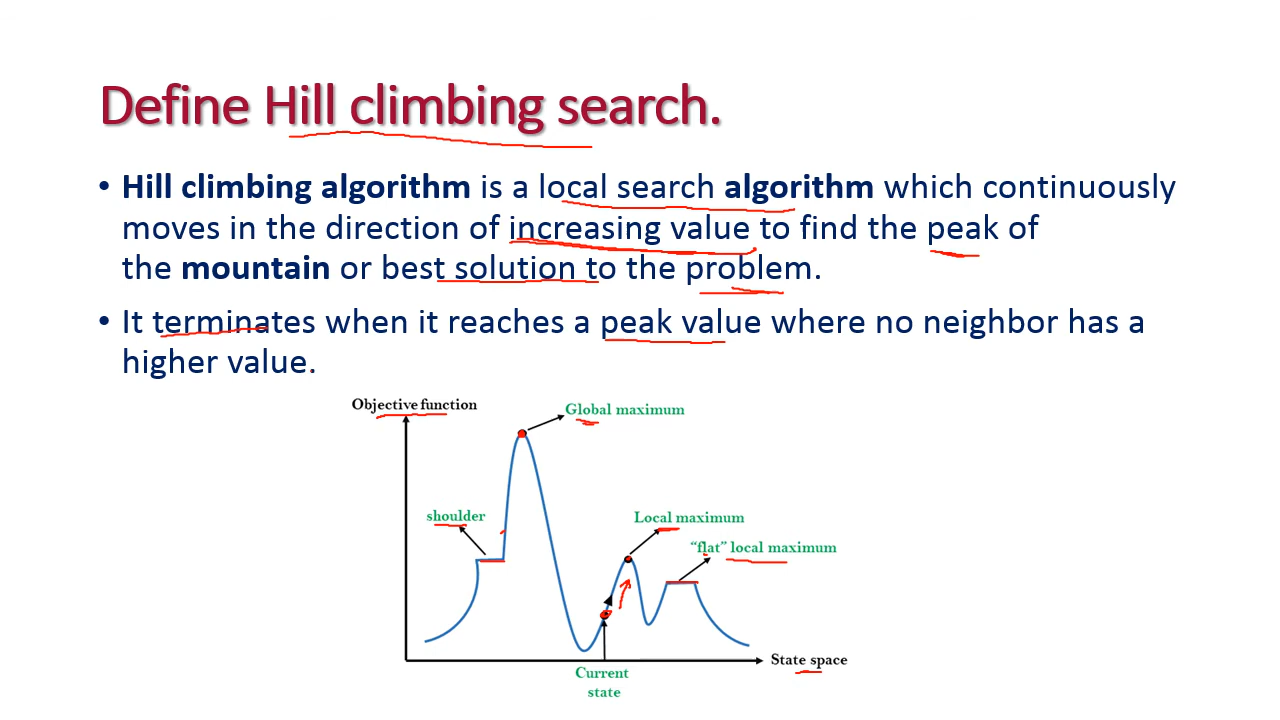 Define Hill climbing search.
• Hill climbing algorithm is a local search algorithm which continuously
moves in the direction of increasing value to find the peak of
the mountain or best solution to the problem.
• It terminates when it reaches a peak value where no neighbor has a
higher value.
Objective function
Global maximum
shoulder
Local maximum
“flat” local maximum
State space
Current
state